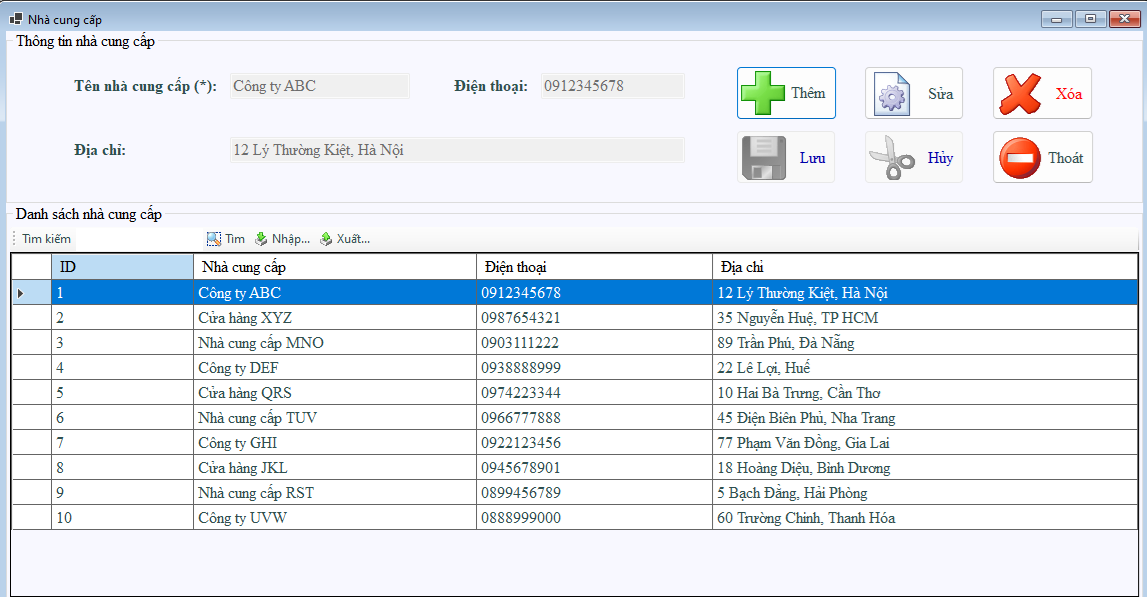 Nhà cung cấp
Thông tin nhà cung cấp
Tên nhà cung cấp (*): Công ty ABC Điện thoại: 0912345678
Thêm Sửa Xóa
Địa chỉ: 12 Lý Thường Kiệt, Hà Nội
Lưu Hủy Thoát
Danh sách nhà cung cấp
Tìm kiếm Tìm Nhập... Xuất...
ID Nhà cung cấp Điện thoại Địa chỉ
1 Công ty ABC 0912345678 12 Lý Thường Kiệt, Hà Nội
2 Cửa hàng XYZ 0987654321 35 Nguyễn Huệ, TP HCM
3 Nhà cung cấp MNO 0903111222 89 Trần Phú, Đà Nẵng
4 Công ty DEF 0938888999 22 Lê Lợi, Huế
5 Cửa hàng QRS 0974223344 10 Hai Bà Trưng, Cần Thơ
6 Nhà cung cấp TUV 0966777888 45 Điện Biên Phủ, Nha Trang
7 Công ty GHI 0922123456 77 Phạm Văn Đồng, Gia Lai
8 Cửa hàng JKL 0945678901 18 Hoàng Diệu, Bình Dương
9 Nhà cung cấp RST 0899456789 5 Bạch Đằng, Hải Phòng
10 Công ty UVW 0888999000 60 Trường Chinh, Thanh Hóa